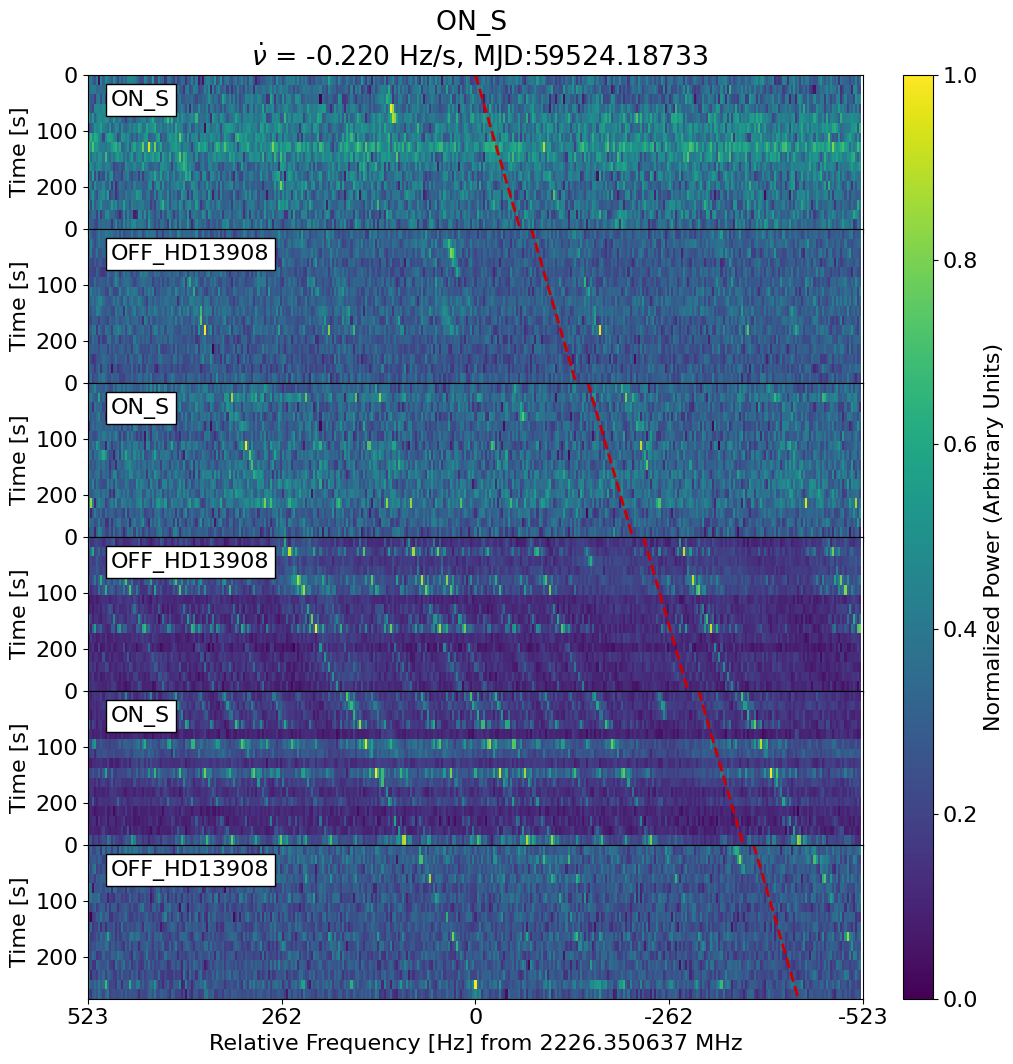 ON_S
ν̇ = -0.220 Hz/s, MJD:59524.18733
0
100
200
Time [s]
ON_S
0
100
200
Time [s]
OFF_HD13908
0
100
200
Time [s]
ON_S
0
100
200
Time [s]
OFF_HD13908
0
100
200
Time [s]
ON_S
0
100
200
Time [s]
OFF_HD13908
523 262 0 -262 -523
Relative Frequency [Hz] from 2226.350637 MHz
1.0
0.8
0.6
0.4
0.2
0.0
Normalized Power (Arbitrary Units)